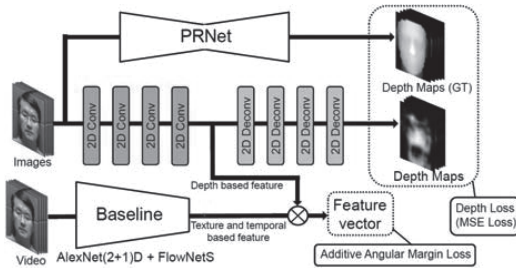 PRNet
Depth Maps (GT)
2D Conv
2D Conv
2D Conv
2D Conv
2D Deconv
2D Deconv
2D Deconv
2D Deconv
Images
Depth Maps
Depth based feature
Depth Loss
(MSE Loss)
Baseline
Texture and temporal
based feature
Feature
vector
Video
AlexNet(2+1)D + FlowNetS
Additive Angular Margin Loss